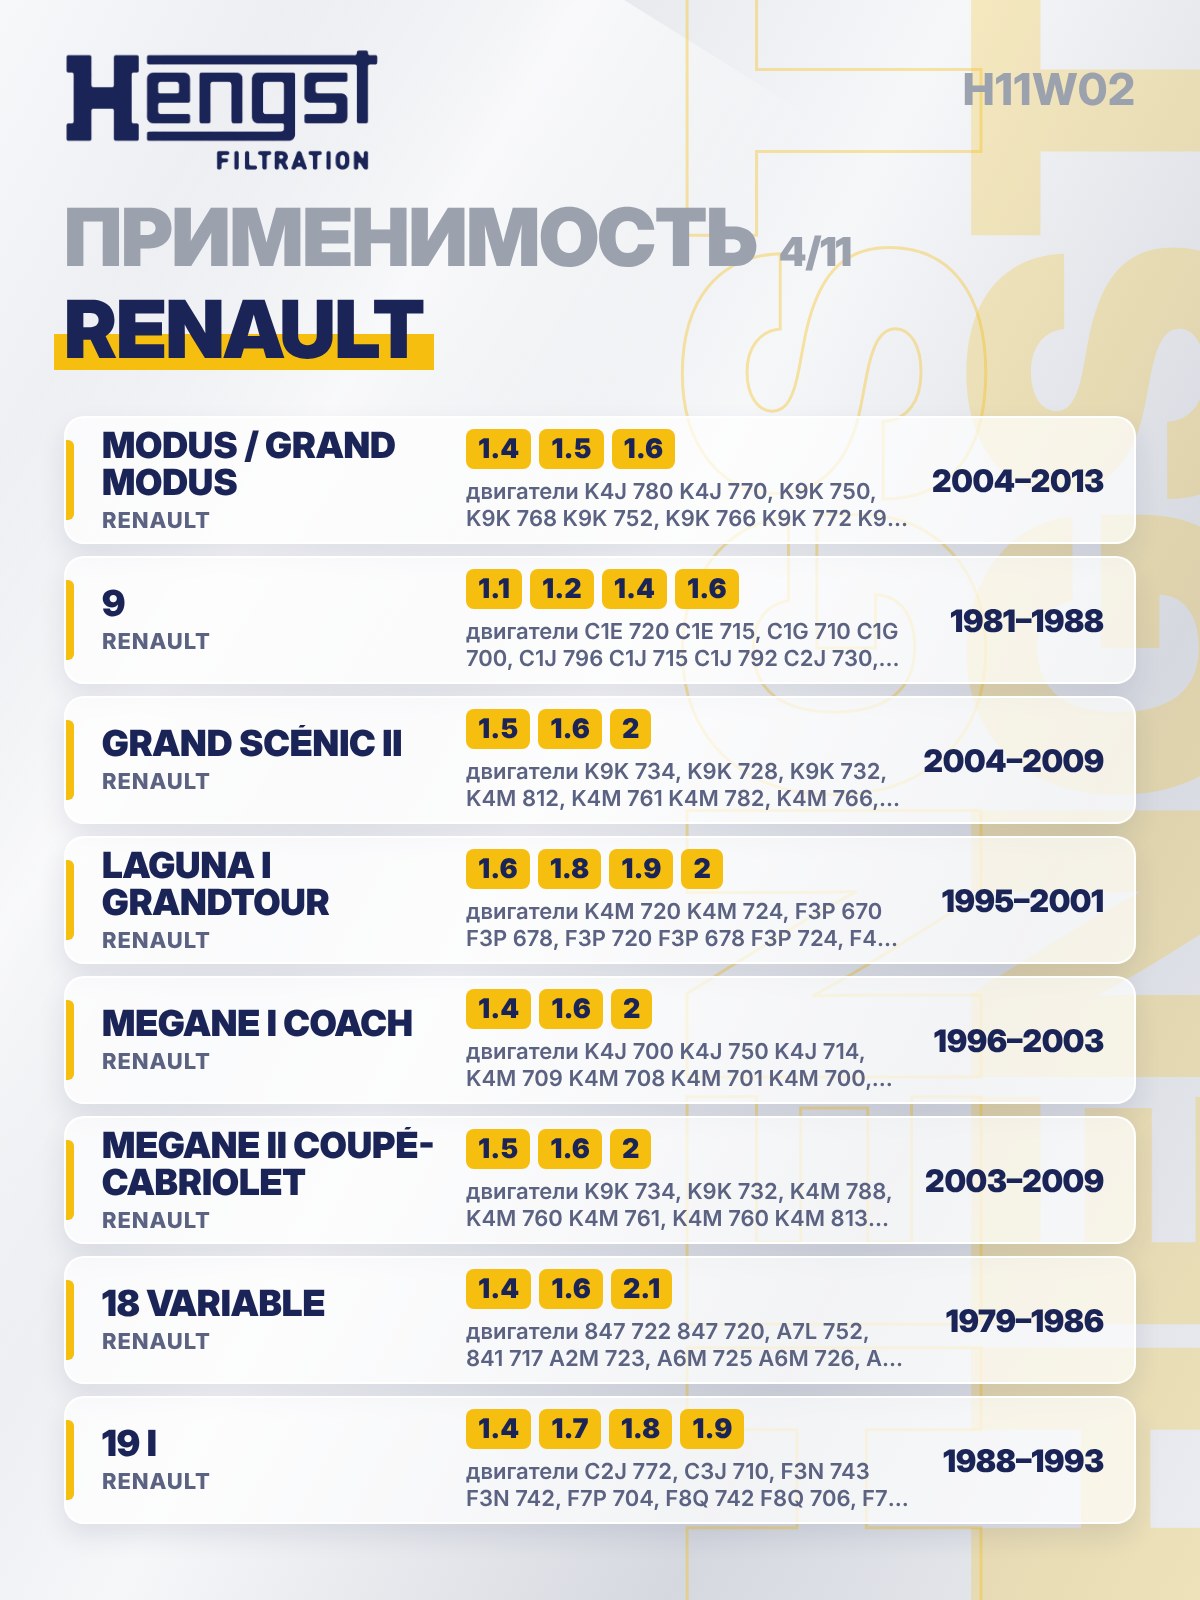 Hengst
FILTRATION
H11W02
ПРИМЕНИМОСТЬ 4/11
RENAULT
MODUS / GRAND
MODUS
RENAULT
1.4 1.5 1.6
двигатели K4J 780 K4J 770, K9K 750,
K9K 768 K9K 752, K9K 766 K9K 772 K9...
2004–2013
9
RENAULT
1.1 1.2 1.4 1.6
двигатели C1E 720 C1E 715, C1G 710 C1G
700, C1J 796 C1J 715 C1J 792 C2J 730,...
1981–1988
GRAND SCÉNIC II
RENAULT
1.5 1.6 2
двигатели K9K 734, K9K 728, K9K 732,
K4M 812, K4M 761 K4M 782, K4M 766,...
2004–2009
LAGUNA I
GRANDTOUR
RENAULT
1.6 1.8 1.9 2
двигатели K4M 720 K4M 724, F3P 670
F3P 678, F3P 720 F3P 678 F3P 724, F4...
1995–2001
MEGANE I COACH
RENAULT
1.4 1.6 2
двигатели K4J 700 K4J 750 K4J 714,
K4M 709 K4M 708 K4M 701 K4M 700,...
1996–2003
MEGANE II COUPÉ-
CABRIOLET
RENAULT
1.5 1.6 2
двигатели K9K 734, K9K 732, K4M 788,
K4M 760 K4M 761, K4M 760 K4M 813...
2003–2009
18 VARIABLE
RENAULT
1.4 1.6 2.1
двигатели 847 722 847 720, A7L 752,
841 717 A2M 723, A6M 725 A6M 726, A...
1979–1986
19 I
RENAULT
1.4 1.7 1.8 1.9
двигатели C2J 772, C3J 710, F3N 743
F3N 742, F7P 704, F8Q 742 F8Q 706, F7...
1988–1993
HENGST